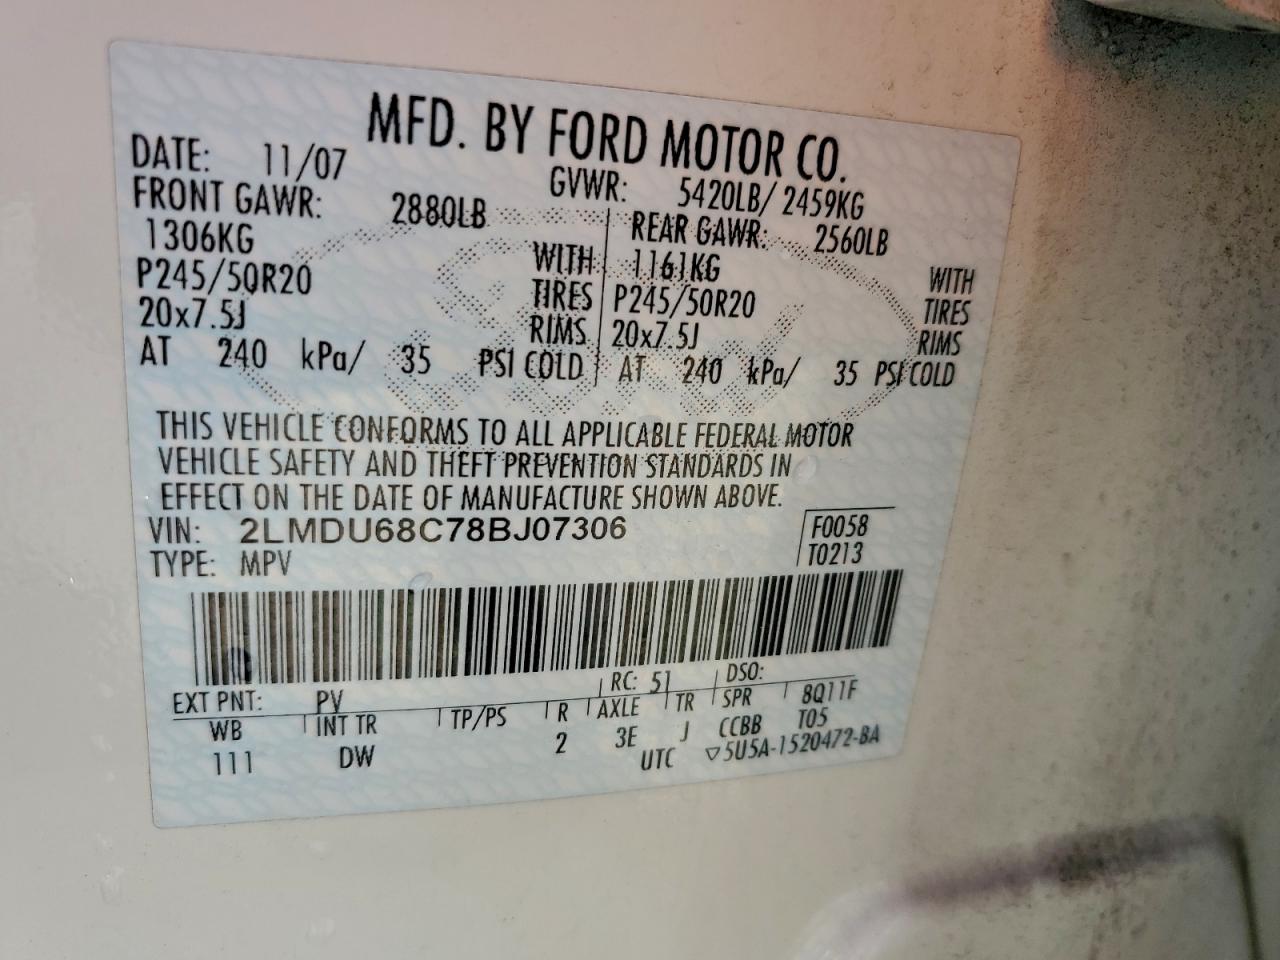 MFD. BY FORD MOTOR CO.
DATE: 11/07 GVWR: 5420LB/ 2459KG
FRONT GAWR: 2880LB REAR GAWR: 2560LB
1306KG WITH 1161KG WITH
P245/50R20 TIRES P245/50R20 TIRES
20x7.5J RIMS 20x7.5J RIMS
AT 240 kPa/ 35 PSI COLD AT 240 kPa/ 35 PSI COLD
THIS VEHICLE CONFORMS TO ALL APPLICABLE FEDERAL MOTOR
VEHICLE SAFETY AND THEFT PREVENTION STANDARDS IN
EFFECT ON THE DATE OF MANUFACTURE SHOWN ABOVE.
VIN: 2LMDU68C78BJ07306 F0058
TYPE: MPV T0213
EXT PNT: PV RC: 51 DSO:
WB INT TR TP/PS R AXLE TR SPR 8Q11F
111 DW 2 3E J CCBB T05
UTC ▽5U5A-1520472-BA